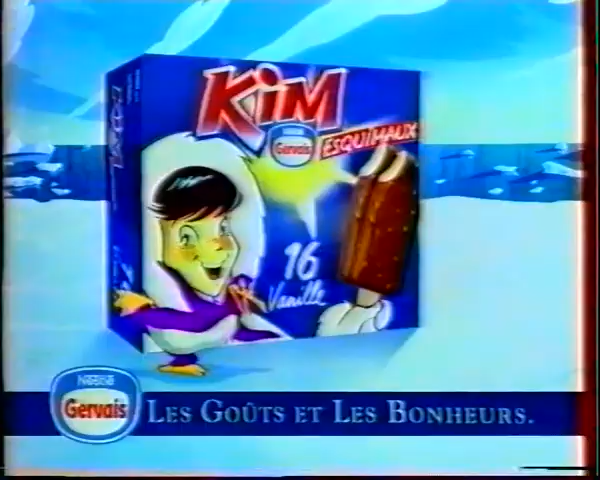 KIM
ESQUIMAUX
Nestlé
Gervais
16
Vanille
Nestlé
Gervais
LES GOÛTS ET LES BONHEURS.